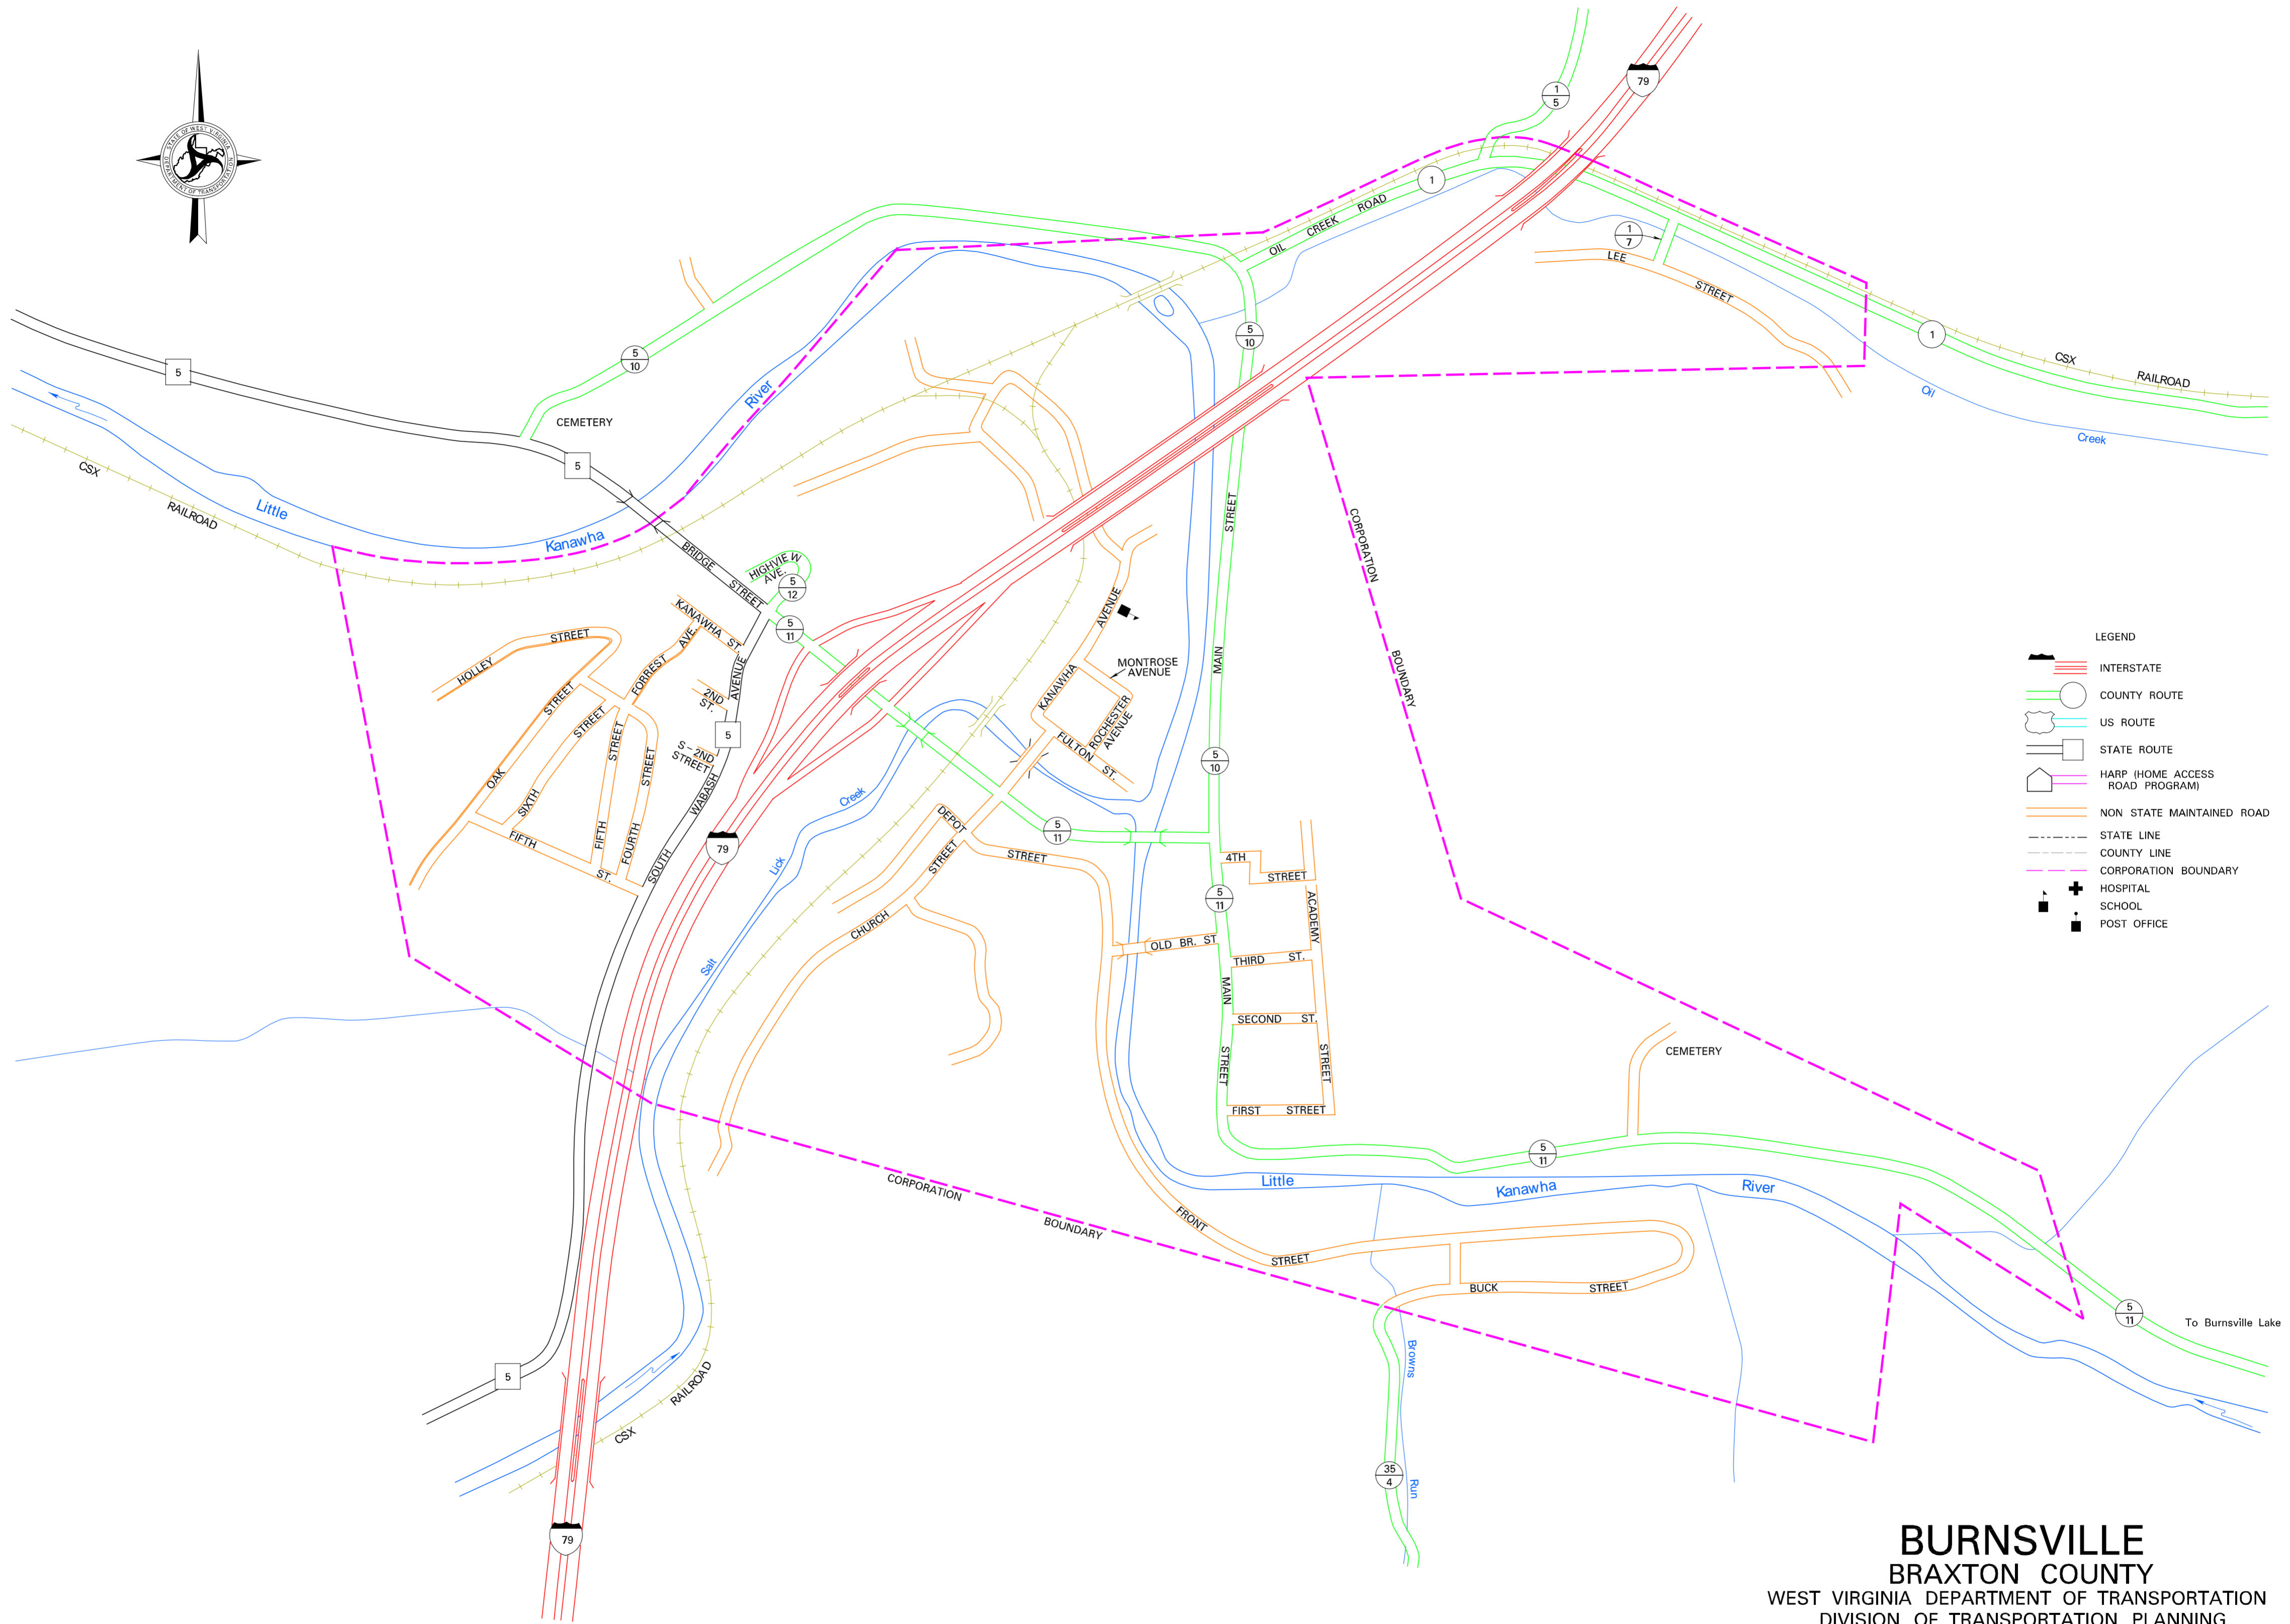 STATE OF WEST VIRGINIA
DEPARTMENT OF TRANSPORTATION
79
1
5
1
OIL CREEK ROAD
1
7
LEE
STREET
1
CSX
RAILROAD
Oil
Creek
5
10
5
5
10
CEMETERY
River
5
CSX
RAILROAD
Little
Kanawha
BRIDGE
STREET
HIGHVIEW
AVE.
5
12
5
11
KANAWHA ST.
HOLLEY
STREET
FORREST
AVE.
AVENUE
2ND
ST.
5
S-2ND
STREET
WABASH
SOUTH
OAK
STREET
SIXTH
STREET
FIFTH
STREET
FOURTH
STREET
FIFTH
ST.
79
Creek
Lick
Salt
AVENUE
KANAWHA
MONTROSE
AVENUE
ROCHESTER
AVENUE
FULTON ST.
STREET
MAIN
CORPORATION
BOUNDARY
5
10
5
11
DEPOT
STREET
STREET
CHURCH
4TH
STREET
5
11
ACADEMY
OLD BR. ST
THIRD ST.
MAIN
SECOND ST.
STREET
STREET
FIRST STREET
CEMETERY
5
11
Little
Kanawha
River
CORPORATION
BOUNDARY
FRONT
STREET
BUCK
STREET
5
11
To Burnsville Lake
Browns
Run
35
4
5
RAILROAD
CSX
79
LEGEND
INTERSTATE
COUNTY ROUTE
US ROUTE
STATE ROUTE
HARP (HOME ACCESS
ROAD PROGRAM)
NON STATE MAINTAINED ROAD
STATE LINE
COUNTY LINE
CORPORATION BOUNDARY
HOSPITAL
SCHOOL
POST OFFICE
BURNSVILLE
BRAXTON COUNTY
WEST VIRGINIA DEPARTMENT OF TRANSPORTATION
DIVISION OF TRANSPORTATION PLANNING